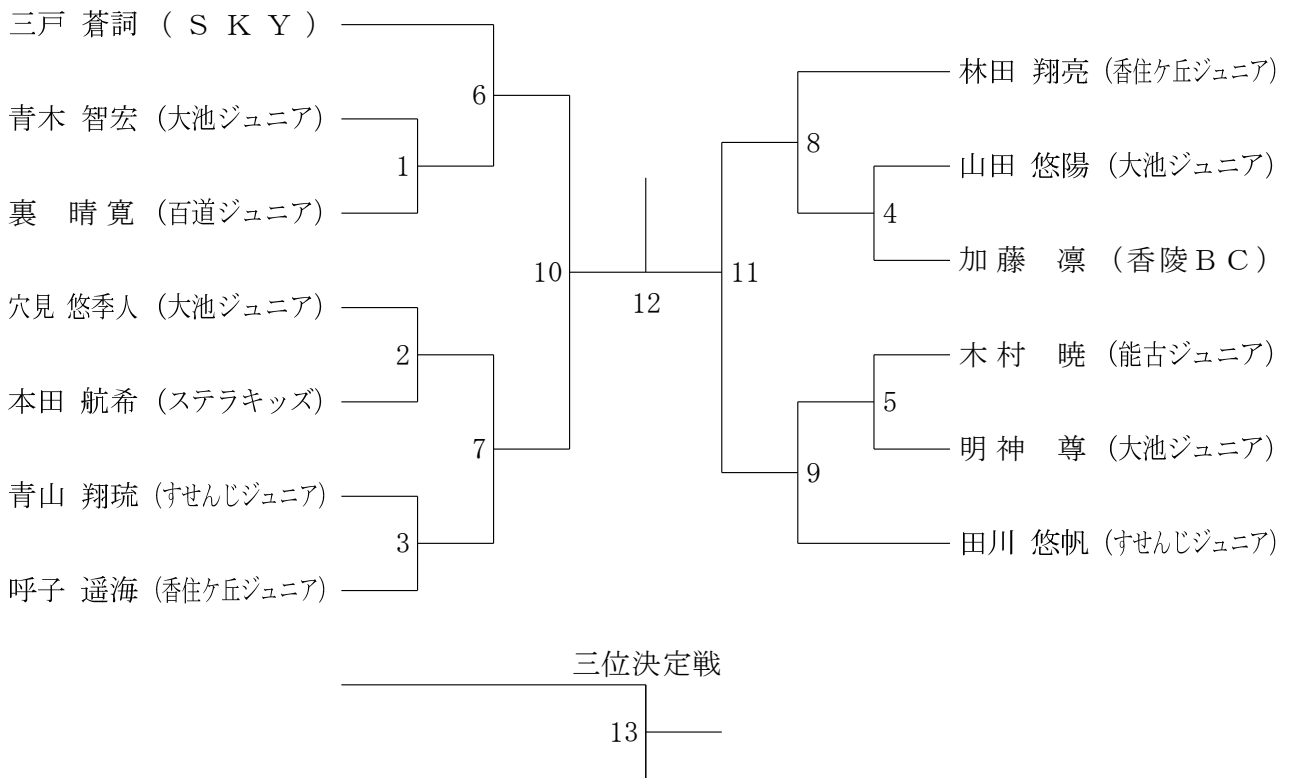 三戸 蒼詞 (ＳＫＹ)
青木 智宏 (大池ジュニア)
裏 晴寛 (百道ジュニア)
穴見 悠季人 (大池ジュニア)
本田 航希 (ステラキッズ)
青山 翔琉 (すせんじジュニア)
呼子 遥海 (香住ケ丘ジュニア)
6
1
2
7
3
10
12
11
8
4
5
9
林田 翔亮 (香住ケ丘ジュニア)
山田 悠陽 (大池ジュニア)
加藤 凛 (香陵ＢＣ)
木村 暁 (能古ジュニア)
明神 尊 (大池ジュニア)
田川 悠帆 (すせんじジュニア)
三位決定戦
13